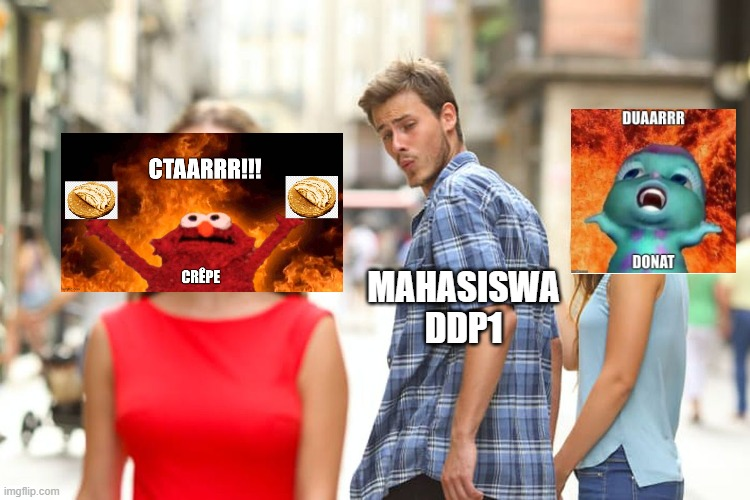 CTAARRR!!!
CRÊPE
MAHASISWA
DDP1
DUAARRR
DONAT
imgflip.com